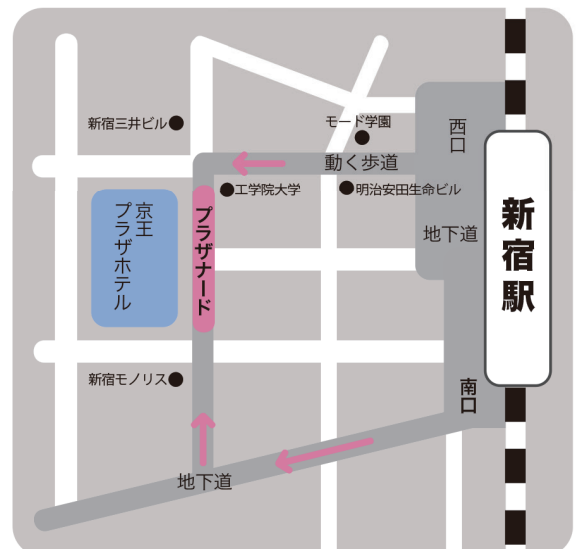 新宿三井ビル
モード学園
西口
動く歩道
工学院大学
明治安田生命ビル
京王
プラザホテル
プラザナード
地下道
新宿駅
新宿モノリス
南口
地下道